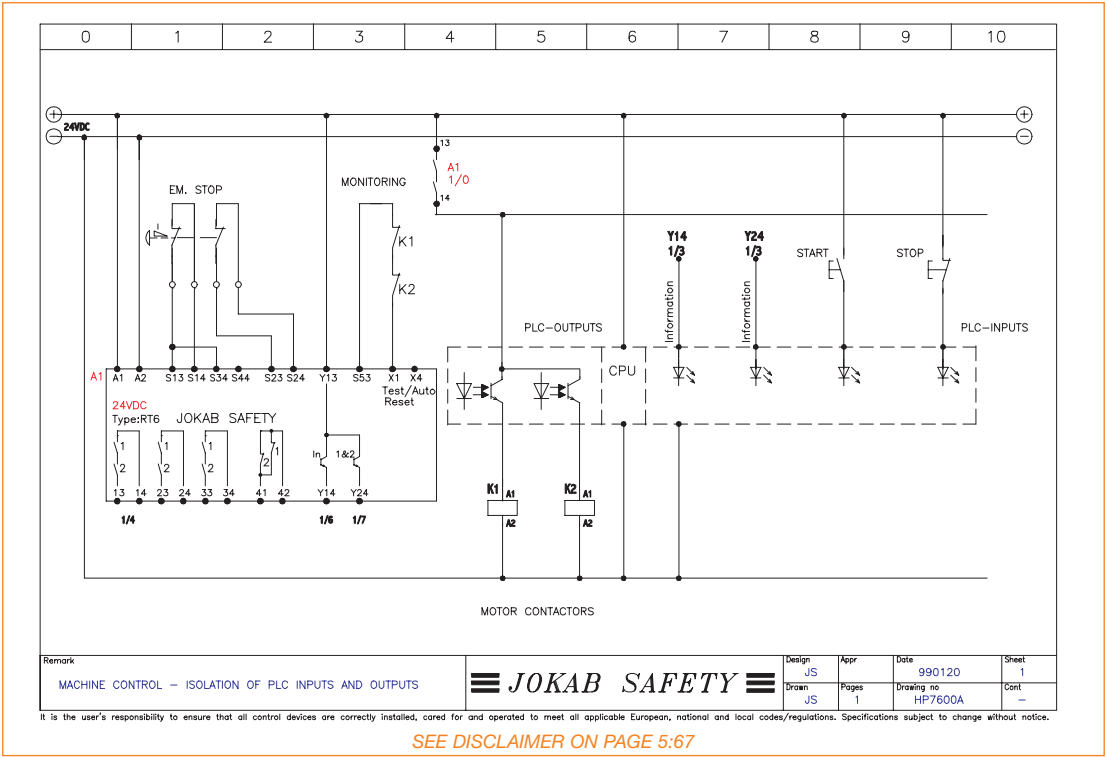 0 1 2 3 4 5 6 7 8 9 10
+ +
24VDC
− −
13
A1
1/0
14
EM. STOP
MONITORING
K1
K2
Y14
1/3
Y24
1/3
START
STOP
Information
Information
PLC-OUTPUTS
PLC-INPUTS
CPU
A1
A1 A2 S13 S14 S34 S44 S23 S24 Y13 S53 X1 X4
Test/Auto
Reset
24VDC
Type:RT6
JOKAB SAFETY
1 1 1 1
2 2 2 2
In 1&2
13 14 23 24 33 34 41 42 Y14 Y24
1/4 1/6 1/7
K1 A1
A2
K2 A1
A2
MOTOR CONTACTORS
Remark
MACHINE CONTROL – ISOLATION OF PLC INPUTS AND OUTPUTS
JOKAB SAFETY
Design
JS
Appr
Date
990120
Sheet
1
Drawn
JS
Pages
1
Drawing no
HP7600A
Cont
–
It is the user's responsibility to ensure that all control devices are correctly installed, cared for and operated to meet all applicable European, national and local codes/regulations. Specifications subject to change without notice.
SEE DISCLAIMER ON PAGE 5:67